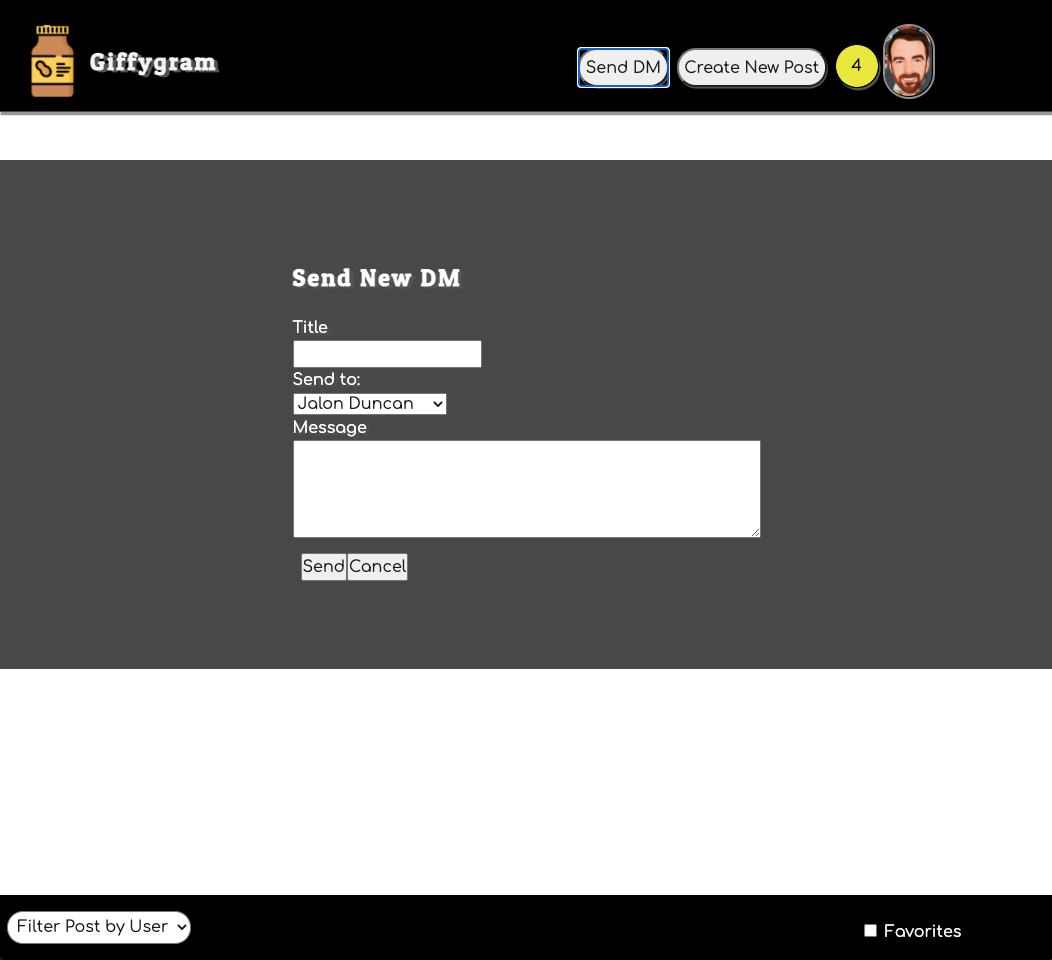 Giffygram
Send DM
Create New Post
4
Send New DM
Title
Send to:
Jalon Duncan
Message
Send
Cancel
Filter Post by User
Favorites